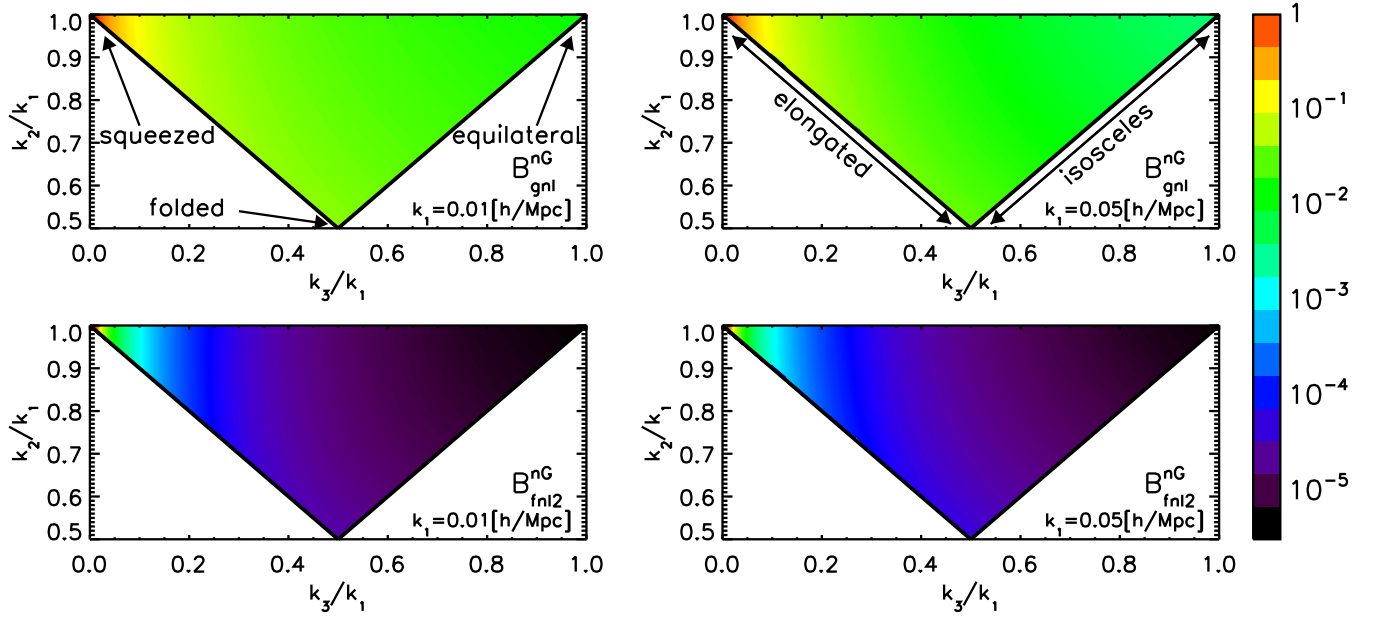 1.0
0.9
0.8
0.7
0.6
0.5
k2/k1
squeezed
equilateral
folded
B^nG_gnl
k1=0.01[h/Mpc]
0.0 0.2 0.4 0.6 0.8 1.0
k3/k1
1.0
0.9
0.8
0.7
0.6
0.5
k2/k1
elongated
isosceles
B^nG_gnl
k1=0.05[h/Mpc]
0.0 0.2 0.4 0.6 0.8 1.0
k3/k1
1.0
0.9
0.8
0.7
0.6
0.5
k2/k1
B^nG_fnl2
k1=0.01[h/Mpc]
0.0 0.2 0.4 0.6 0.8 1.0
k3/k1
1.0
0.9
0.8
0.7
0.6
0.5
k2/k1
B^nG_fnl2
k1=0.05[h/Mpc]
0.0 0.2 0.4 0.6 0.8 1.0
k3/k1
1
10^-1
10^-2
10^-3
10^-4
10^-5